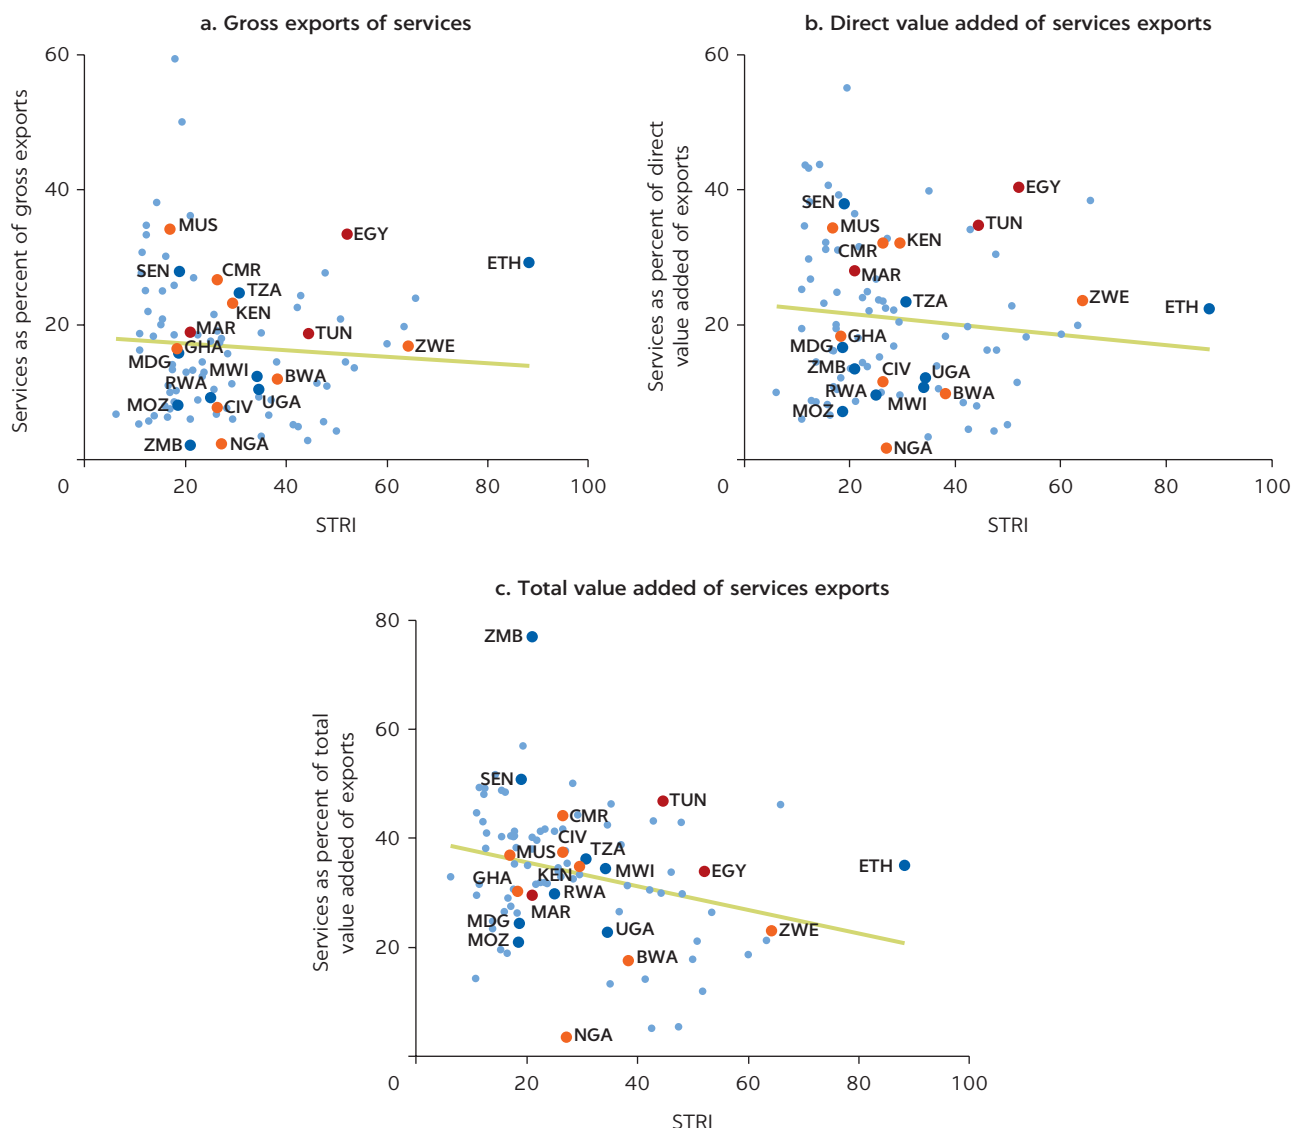 a. Gross exports of services
Services as percent of gross exports
60
40
20
0
20
40
60
80
100
STRI
MUS
EGY
SEN
CMR
ETH
TZA
KEN
MAR
TUN
GHA
ZWE
MDG
MWI
RWA
BWA
MOZ
CIV
UGA
ZMB
NGA
b. Direct value added of services exports
Services as percent of direct
value added of exports
60
40
20
0
20
40
60
80
100
STRI
EGY
SEN
TUN
MUS
KEN
CMR
MAR
TZA
ZWE
ETH
GHA
MDG
ZMB
CIV
UGA
RWA
MWI
BWA
MOZ
NGA
c. Total value added of services exports
Services as percent of total
value added of exports
80
60
40
20
0
20
40
60
80
100
STRI
ZMB
SEN
TUN
CMR
CIV
MUS
TZA
ETH
KEN
MWI
EGY
GHA
RWA
MAR
MDG
UGA
ZWE
MOZ
BWA
NGA